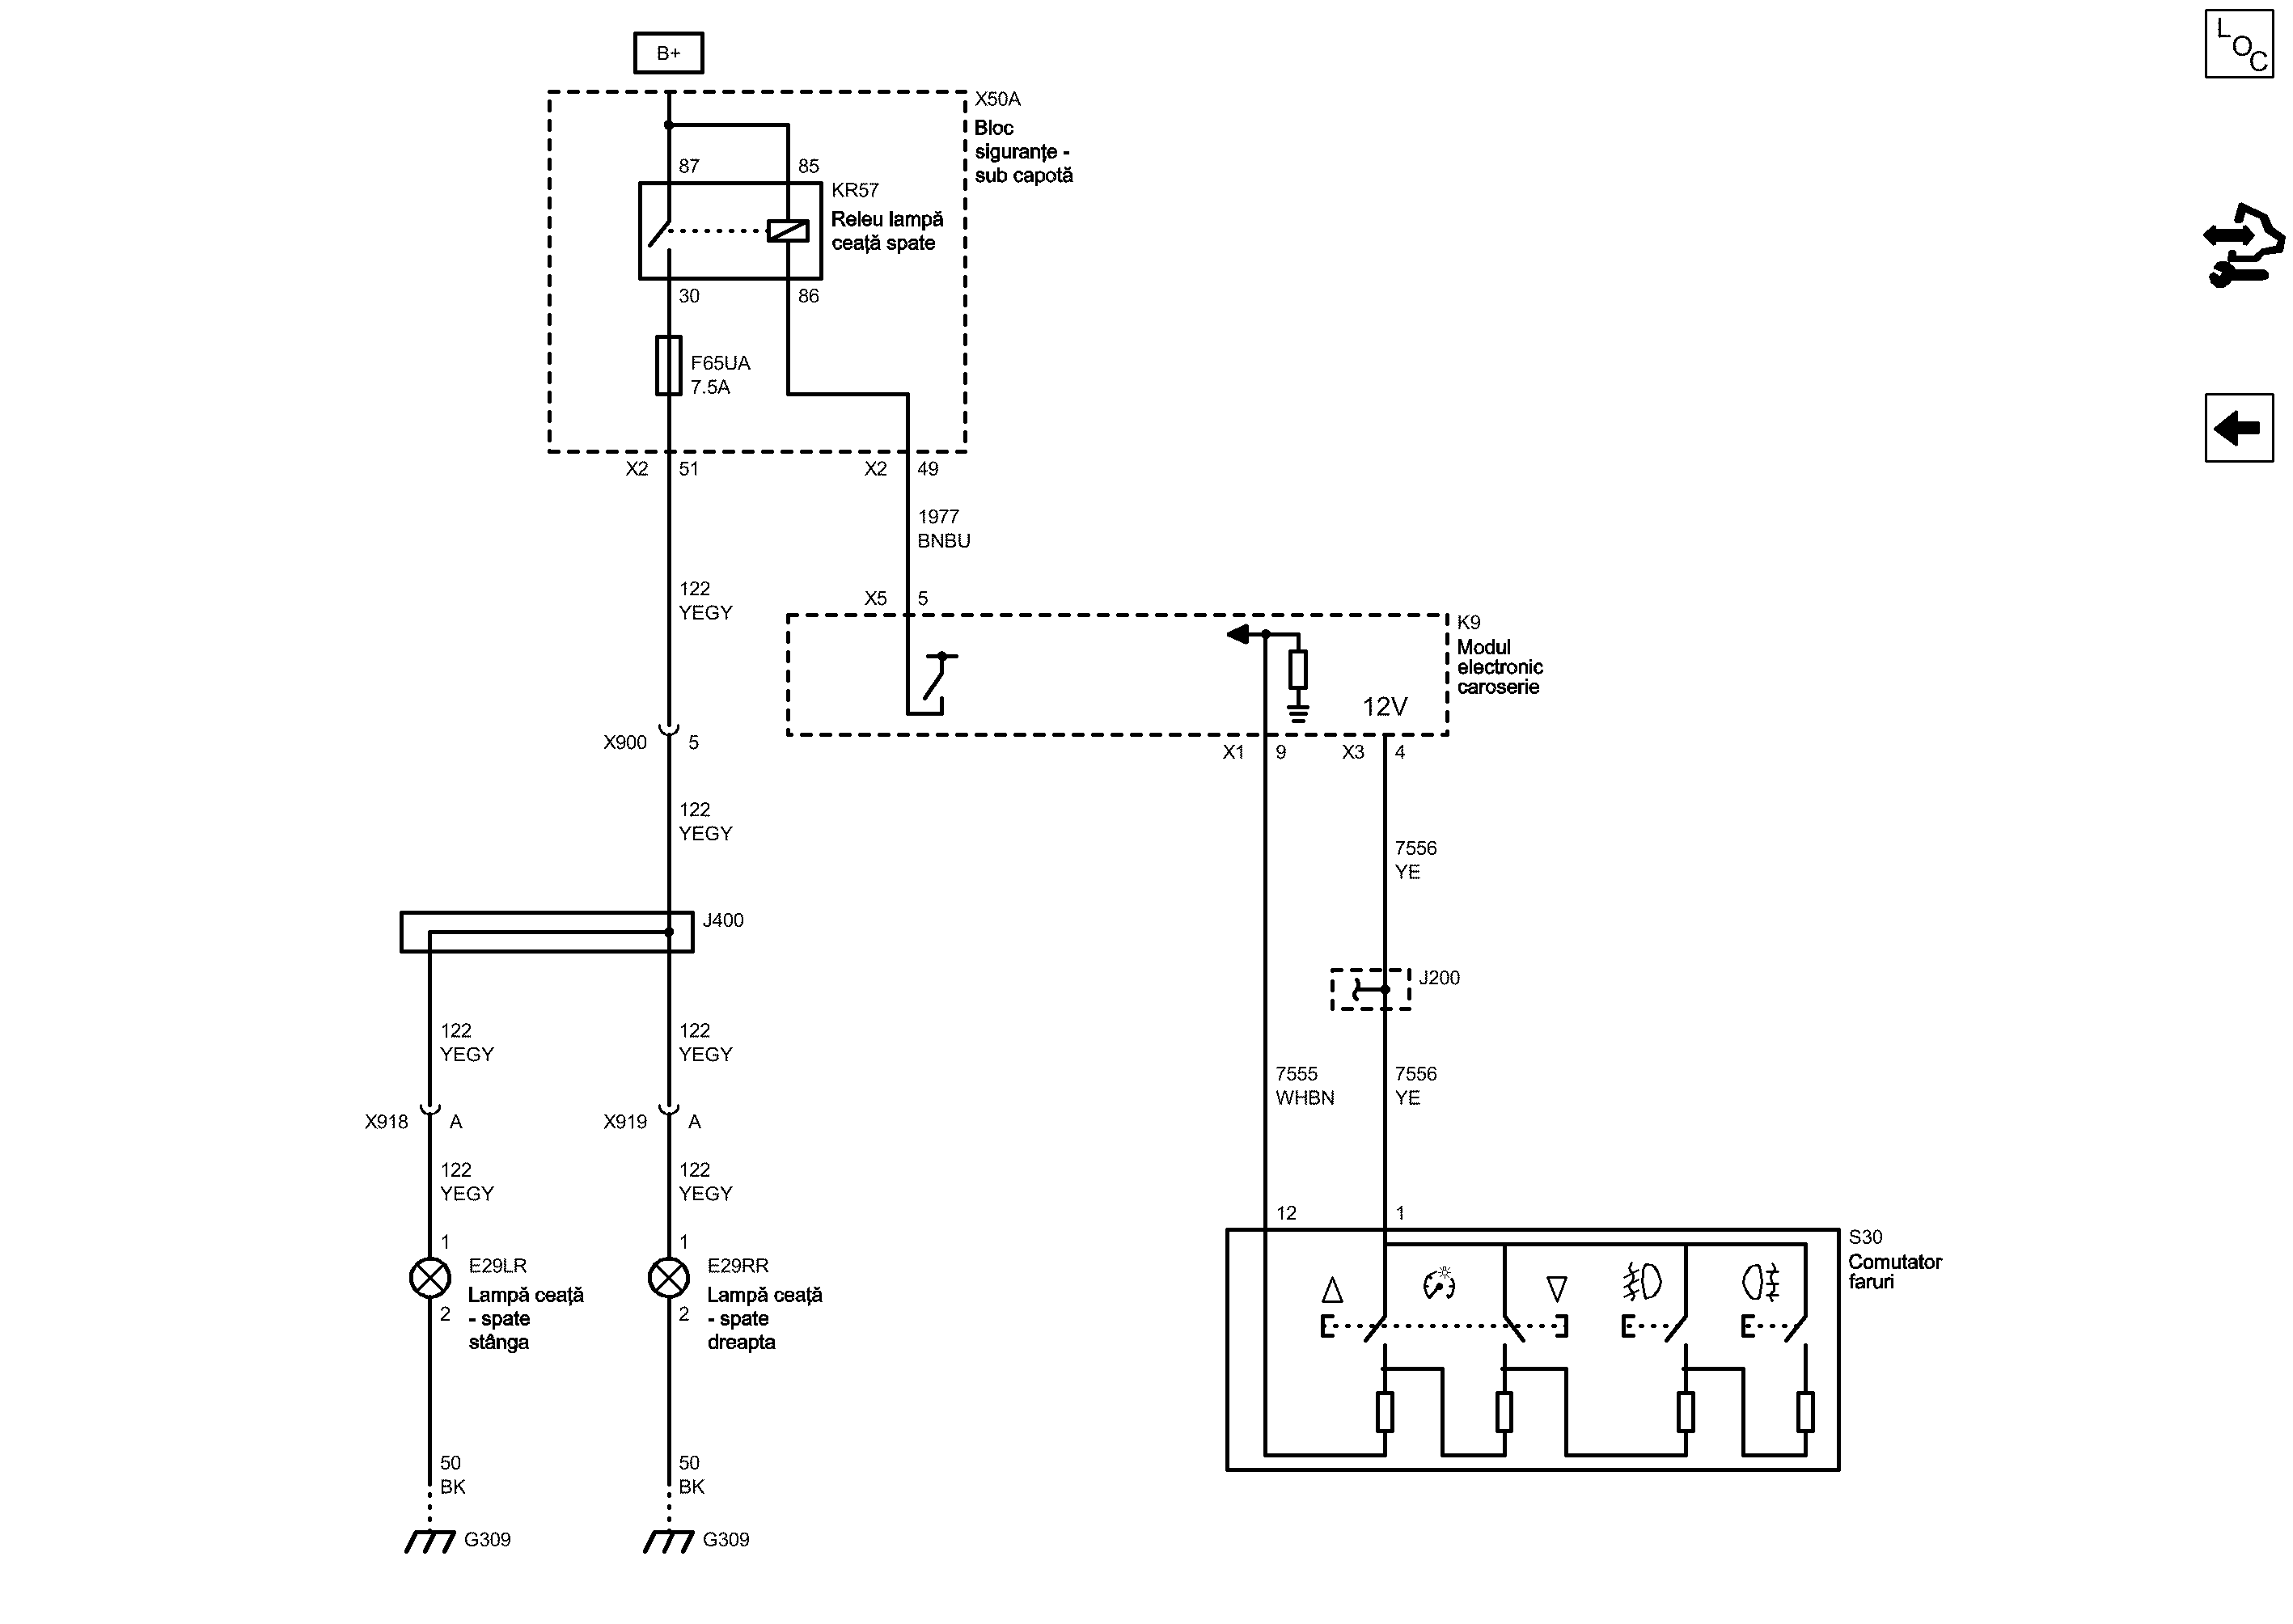 B+
L
O
C
X50A
Bloc
siguranțe -
sub capotă
87
85
KR57
Releu lampă
ceață spate
30
86
F65UA
7.5A
X2
51
X2
49
1977
BNBU
122
YEGY
X5
5
K9
Modul
electronic
caroserie
12V
X900
5
X1
9
X3
4
122
YEGY
7556
YE
J400
J200
122
YEGY
122
YEGY
7555
WHBN
7556
YE
X918
A
X919
A
122
YEGY
122
YEGY
12
1
1
1
S30
Comutator
faruri
E29LR
Lampă ceață
- spate
stânga
2
E29RR
Lampă ceață
- spate
dreapta
2
50
BK
50
BK
G309
G309